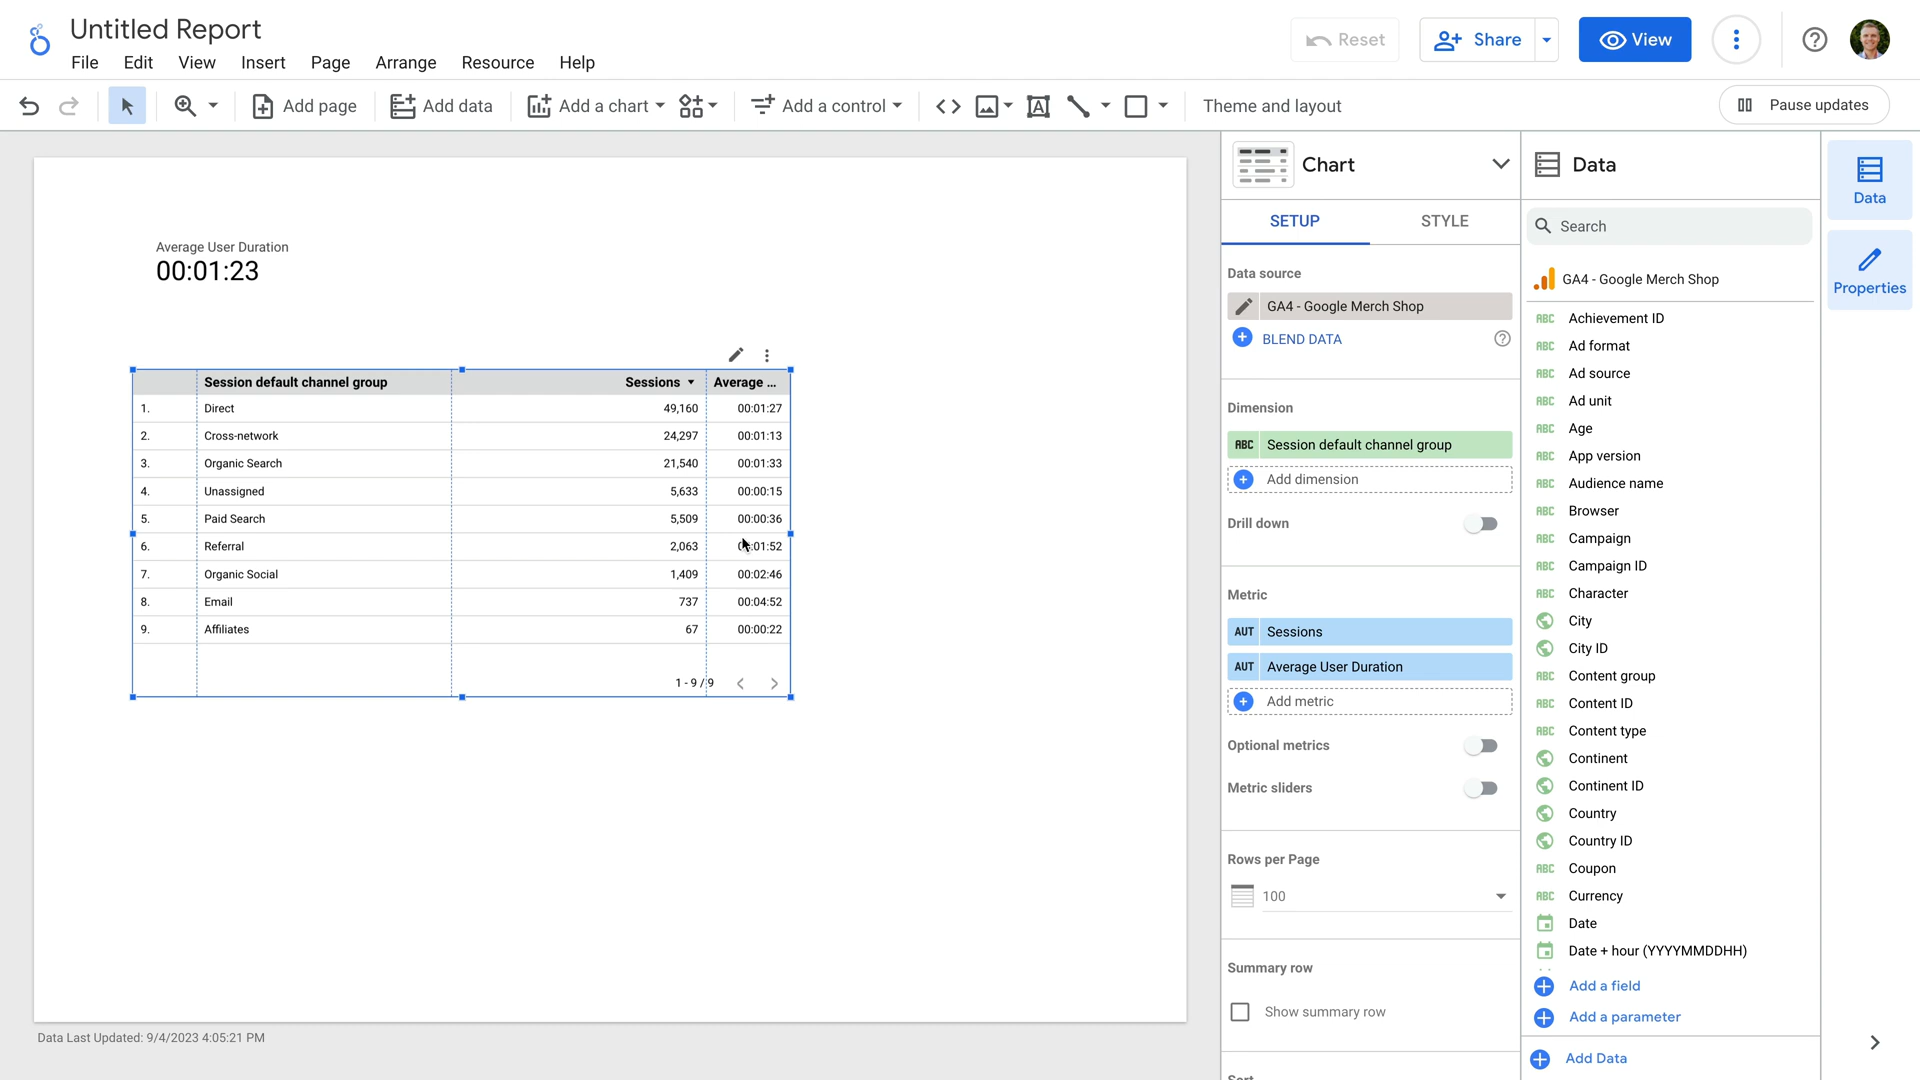 Untitled Report
File Edit View Insert Page Arrange Resource Help
Reset
Share
View
Add page
Add data
Add a chart
Add a control
Theme and layout
Pause updates
Average User Duration
00:01:23
Session default channel group Sessions Average ...
1. Direct 49,160 00:01:27
2. Cross-network 24,297 00:01:13
3. Organic Search 21,540 00:01:33
4. Unassigned 5,633 00:00:15
5. Paid Search 5,509 00:00:36
6. Referral 2,063 00:01:52
7. Organic Social 1,409 00:02:46
8. Email 737 00:04:52
9. Affiliates 67 00:00:22
1 - 9 / 9
Data Last Updated: 9/4/2023 4:05:21 PM
Chart
SETUP STYLE
Data source
GA4 - Google Merch Shop
BLEND DATA
Dimension
ABC Session default channel group
Add dimension
Drill down
Metric
AUT Sessions
AUT Average User Duration
Add metric
Optional metrics
Metric sliders
Rows per Page
100
Summary row
Show summary row
Data
Search
GA4 - Google Merch Shop
ABC Achievement ID
ABC Ad format
ABC Ad source
ABC Ad unit
ABC Age
ABC App version
ABC Audience name
ABC Browser
ABC Campaign
ABC Campaign ID
ABC Character
City
City ID
ABC Content group
ABC Content ID
ABC Content type
Continent
Continent ID
Country
Country ID
ABC Coupon
ABC Currency
Date
Date + hour (YYYYMMDDHH)
Add a field
Add a parameter
Add Data
Data
Properties